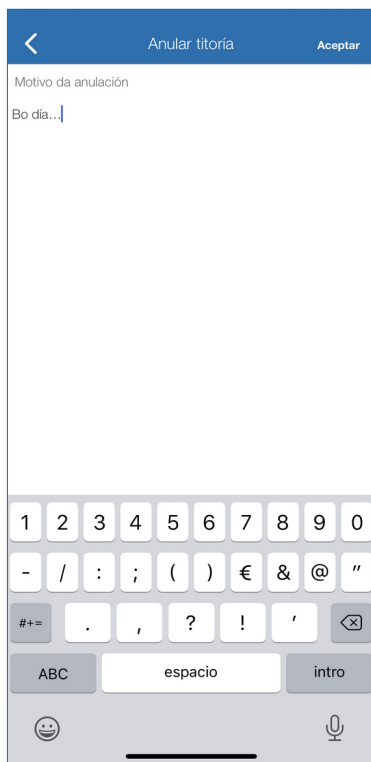 Anular titoría Aceptar
Motivo da anulación
Bo día...
1 2 3 4 5 6 7 8 9 0
- / : ; ( ) € & @ "
#+= . , ? ! '
ABC espacio intro